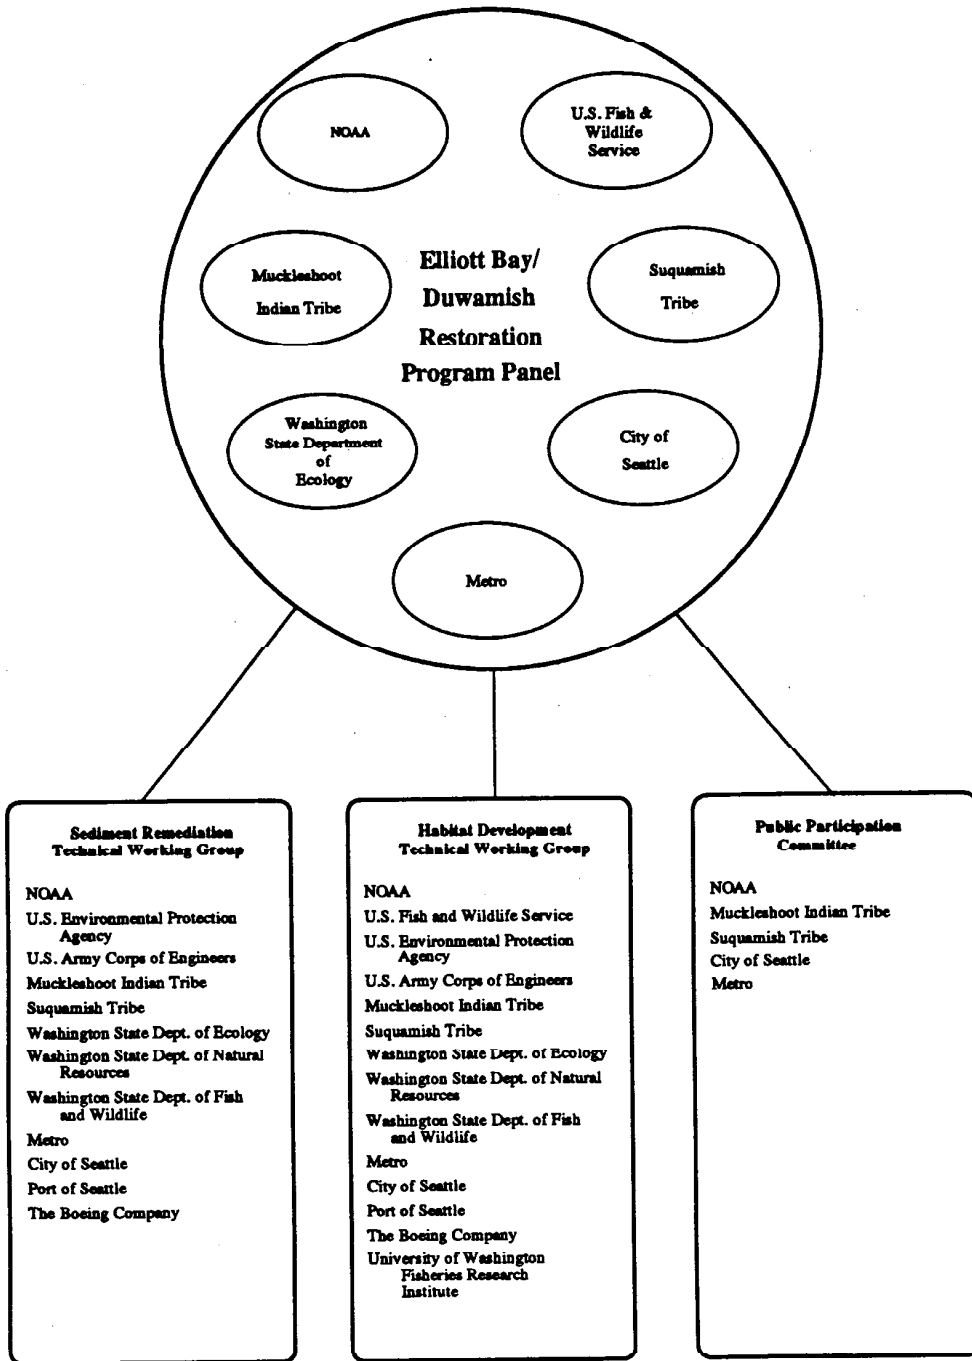 NOAA
U.S. Fish &
Wildlife
Service
Muckleshoot
Indian Tribe
Elliott Bay/
Duwamish
Restoration
Program Panel
Suquamish
Tribe
Washington
State Department
of
Ecology
City of
Seattle
Metro
Sediment Remediation
Technical Working Group
NOAA
U.S. Environmental Protection
Agency
U.S. Army Corps of Engineers
Muckleshoot Indian Tribe
Suquamish Tribe
Washington State Dept. of Ecology
Washington State Dept. of Natural
Resources
Washington State Dept. of Fish
and Wildlife
Metro
City of Seattle
Port of Seattle
The Boeing Company
Habitat Development
Technical Working Group
NOAA
U.S. Fish and Wildlife Service
U.S. Environmental Protection
Agency
U.S. Army Corps of Engineers
Muckleshoot Indian Tribe
Suquamish Tribe
Washington State Dept. of Ecology
Washington State Dept. of Natural
Resources
Washington State Dept. of Fish
and Wildlife
Metro
City of Seattle
Port of Seattle
The Boeing Company
University of Washington
Fisheries Research
Institute
Public Participation
Committee
NOAA
Muckleshoot Indian Tribe
Suquamish Tribe
City of Seattle
Metro